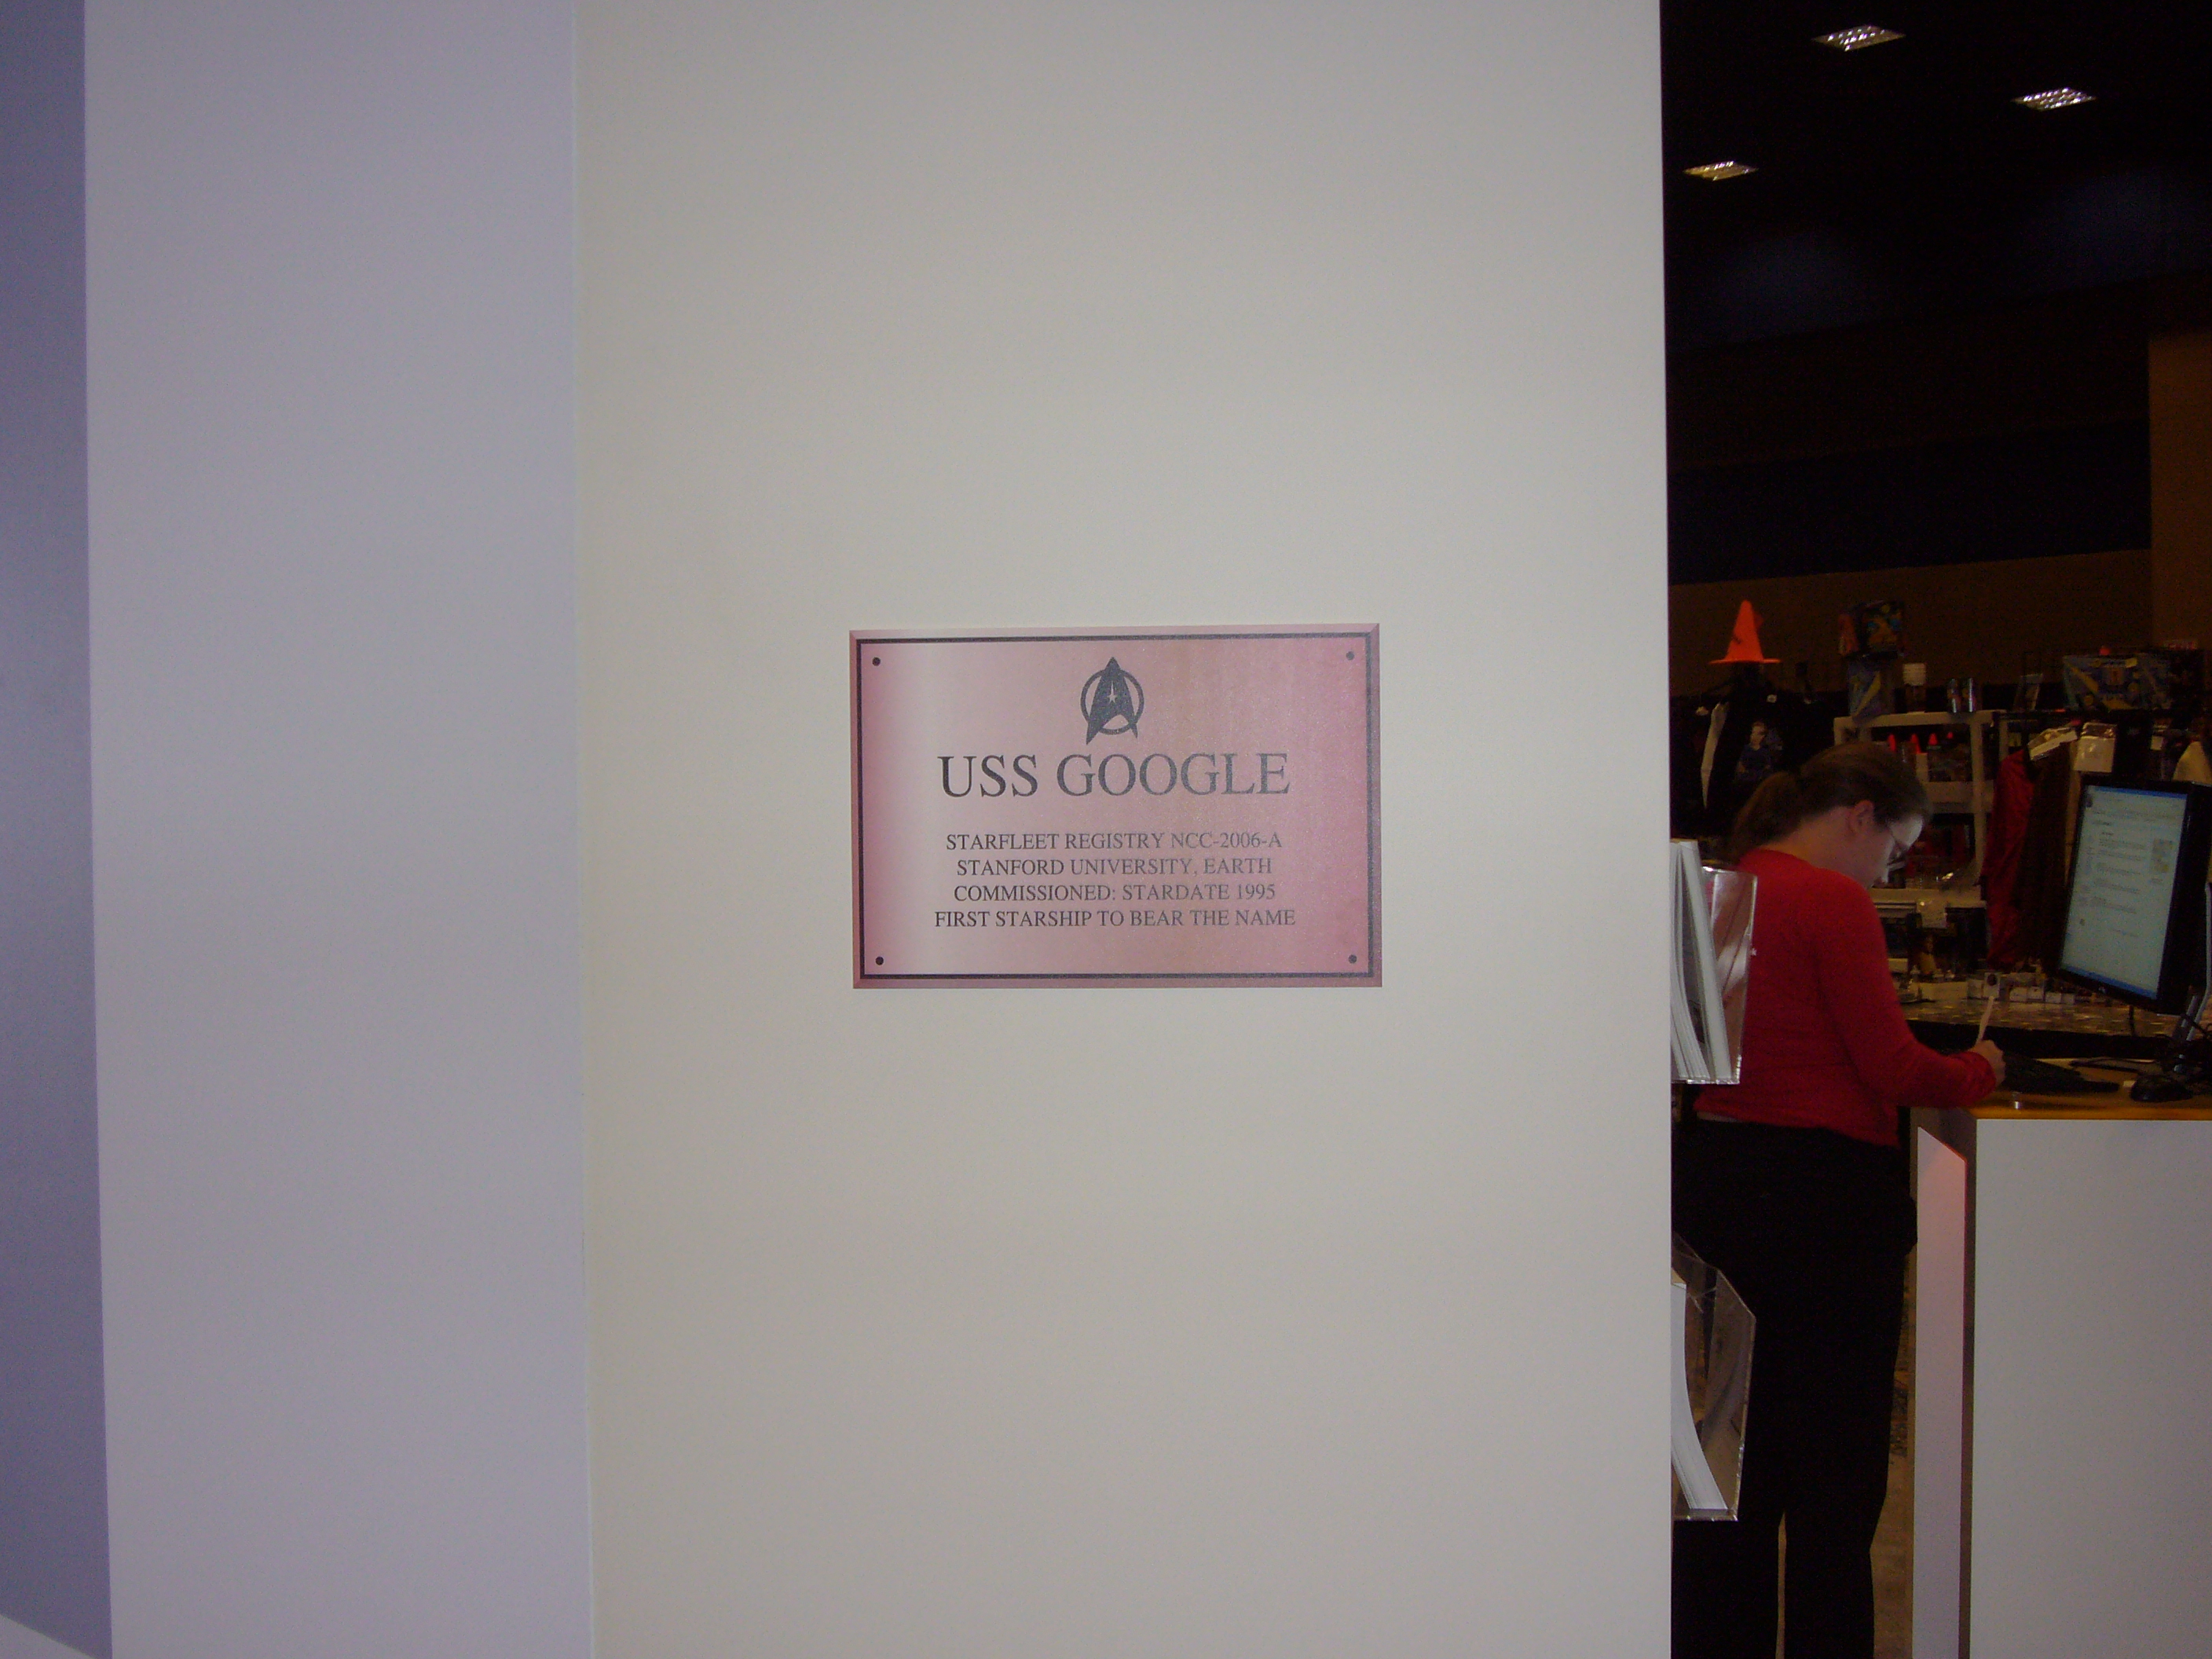 USS GOOGLE
STARFLEET REGISTRY NCC-2006-A
STANFORD UNIVERSITY, EARTH
COMMISSIONED: STARDATE 1995
FIRST STARSHIP TO BEAR THE NAME